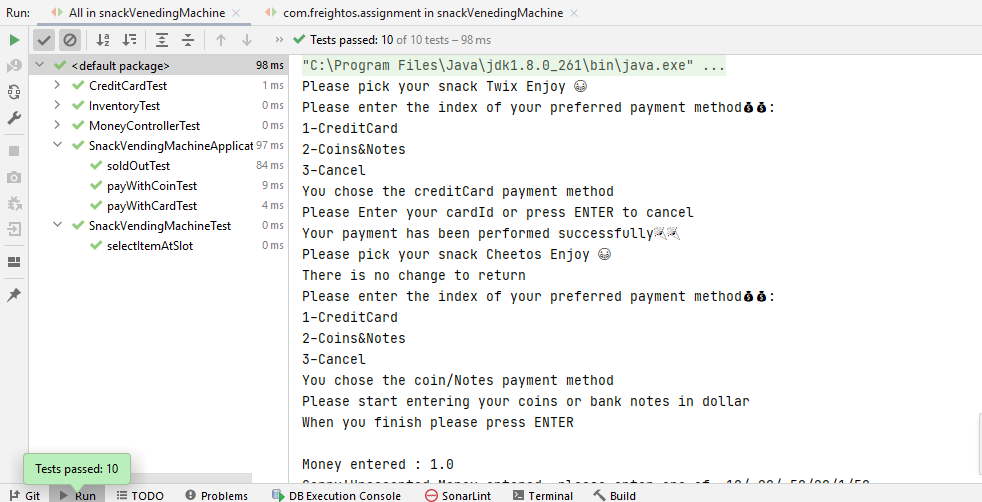 Run: All in snackVenedingMachine com.freightos.assignment in snackVenedingMachine
Tests passed: 10 of 10 tests – 98 ms
<default package> 98 ms
CreditCardTest 1 ms
InventoryTest 0 ms
MoneyControllerTest 0 ms
SnackVendingMachineApplicat 97 ms
soldOutTest 84 ms
payWithCoinTest 9 ms
payWithCardTest 4 ms
SnackVenedingMachineTest 0 ms
selectItemAtSlot 0 ms
"C:\Program Files\Java\jdk1.8.0_261\bin\java.exe" ...
Please pick your snack Twix Enjoy 😂
Please enter the index of your preferred payment method💰💰:
1-CreditCard
2-Coins&Notes
3-Cancel
You chose the creditCard payment method
Please Enter your cardId or press ENTER to cancel
Your payment has been performed successfully
Please pick your snack Cheetos Enjoy 😂
There is no change to return
Please enter the index of your preferred payment method💰💰:
1-CreditCard
2-Coins&Notes
3-Cancel
You chose the coin/Notes payment method
Please start entering your coins or bank notes in dollar
When you finish please press ENTER
Money entered : 1.0
Tests passed: 10
Git Run TODO Problems DB Execution Console SonarLint Terminal Build